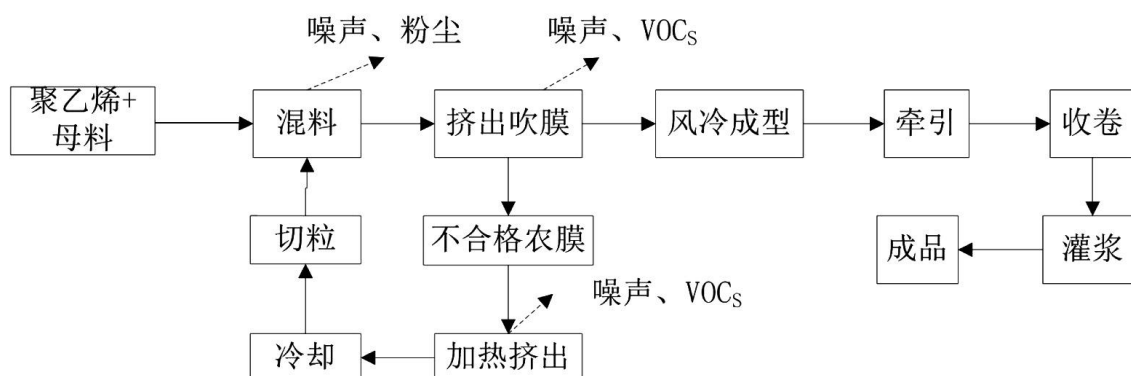 噪声、粉尘
噪声、VOCS
聚乙烯+
母料
混料
挤出吹膜
风冷成型
牵引
收卷
切粒
不合格农膜
成品
灌浆
噪声、VOCS
冷却
加热挤出